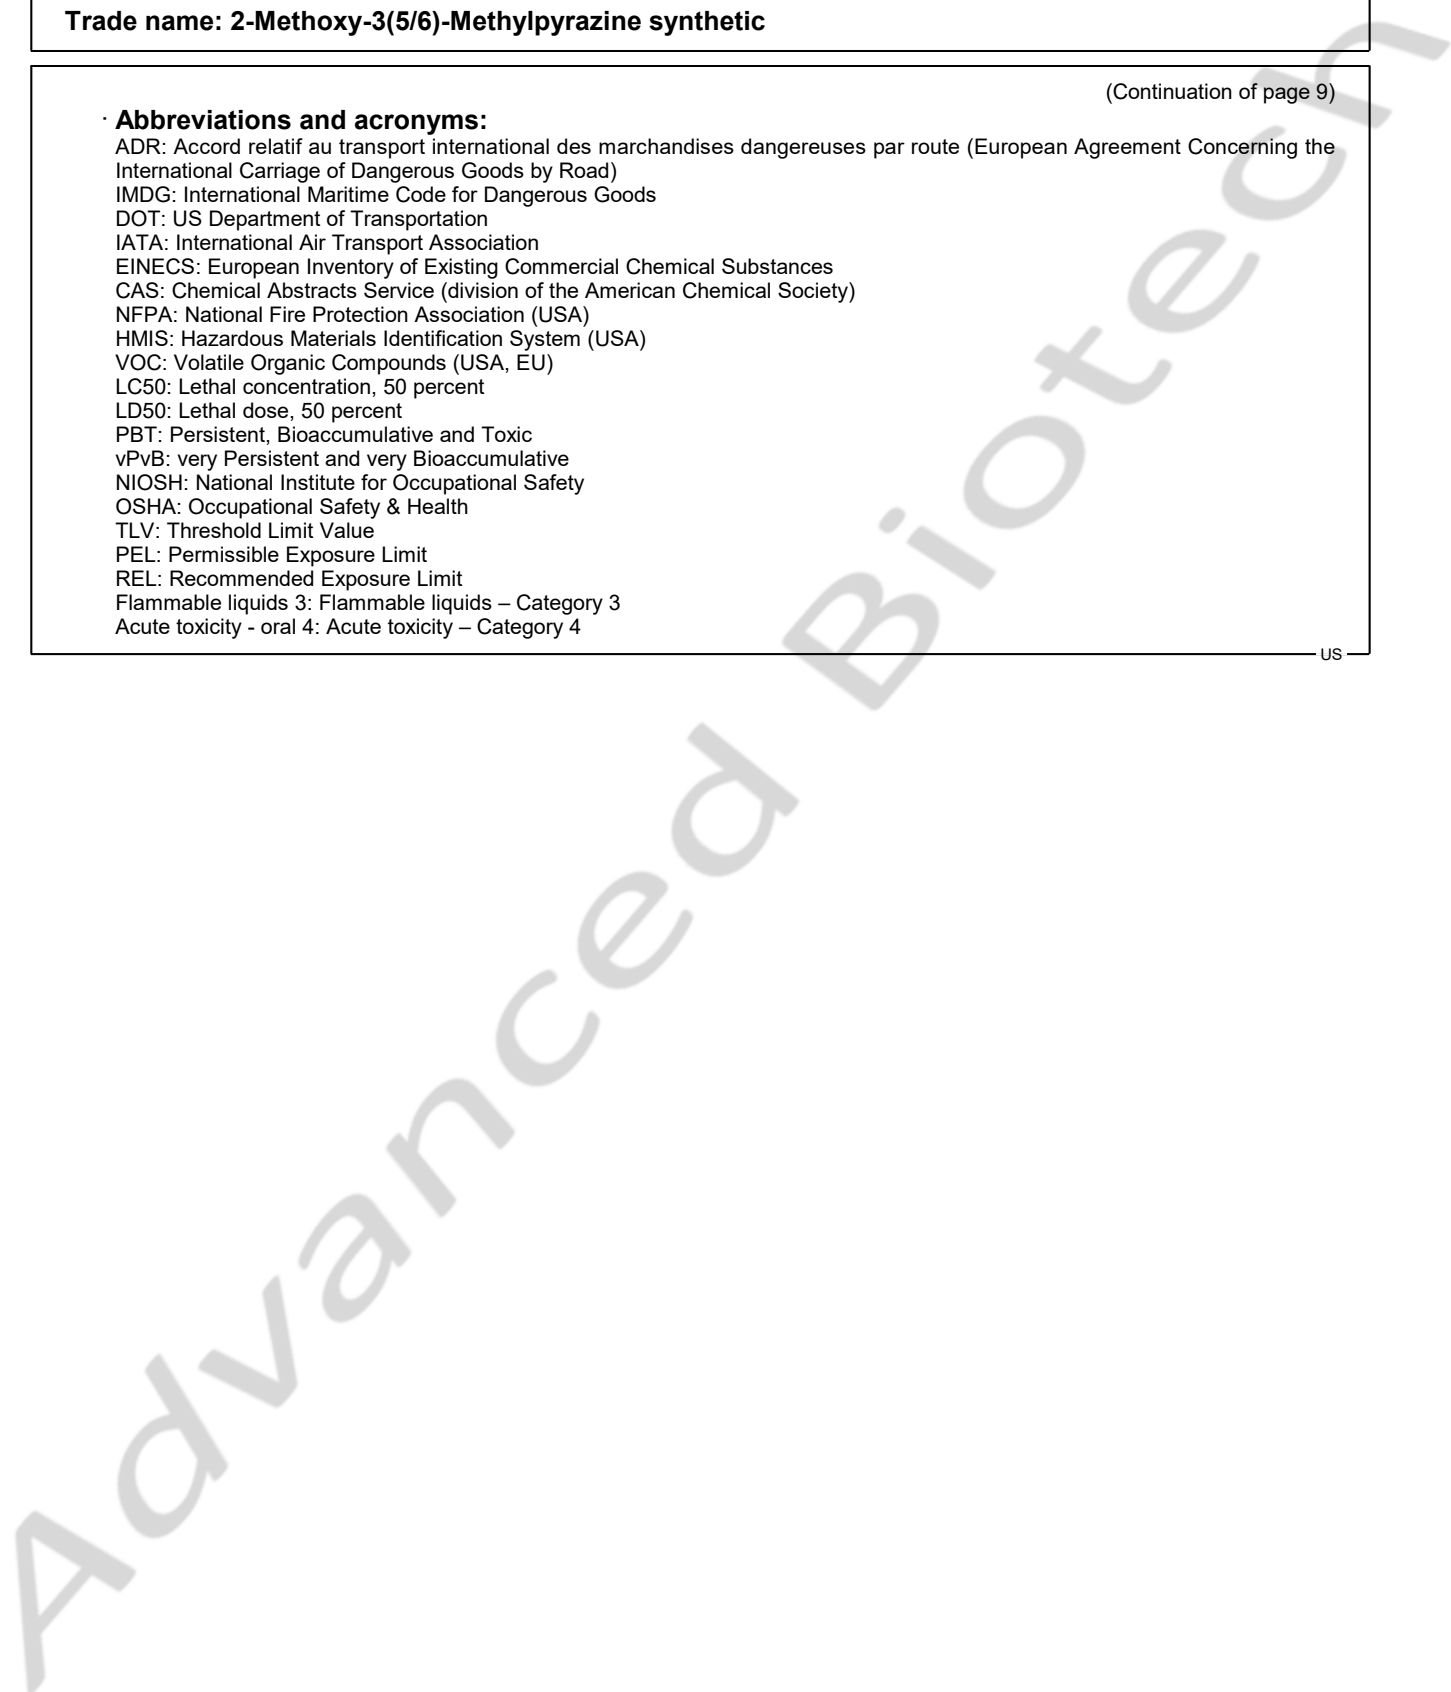 Trade name: 2-Methoxy-3(5/6)-Methylpyrazine synthetic
(Continuation of page 9)
· Abbreviations and acronyms:
ADR: Accord relatif au transport international des marchandises dangereuses par route (European Agreement Concerning the
International Carriage of Dangerous Goods by Road)
IMDG: International Maritime Code for Dangerous Goods
DOT: US Department of Transportation
IATA: International Air Transport Association
EINECS: European Inventory of Existing Commercial Chemical Substances
CAS: Chemical Abstracts Service (division of the American Chemical Society)
NFPA: National Fire Protection Association (USA)
HMIS: Hazardous Materials Identification System (USA)
VOC: Volatile Organic Compounds (USA, EU)
LC50: Lethal concentration, 50 percent
LD50: Lethal dose, 50 percent
PBT: Persistent, Bioaccumulative and Toxic
vPvB: very Persistent and very Bioaccumulative
NIOSH: National Institute for Occupational Safety
OSHA: Occupational Safety & Health
TLV: Threshold Limit Value
PEL: Permissible Exposure Limit
REL: Recommended Exposure Limit
Flammable liquids 3: Flammable liquids – Category 3
Acute toxicity - oral 4: Acute toxicity – Category 4
US
Advanced Biotech